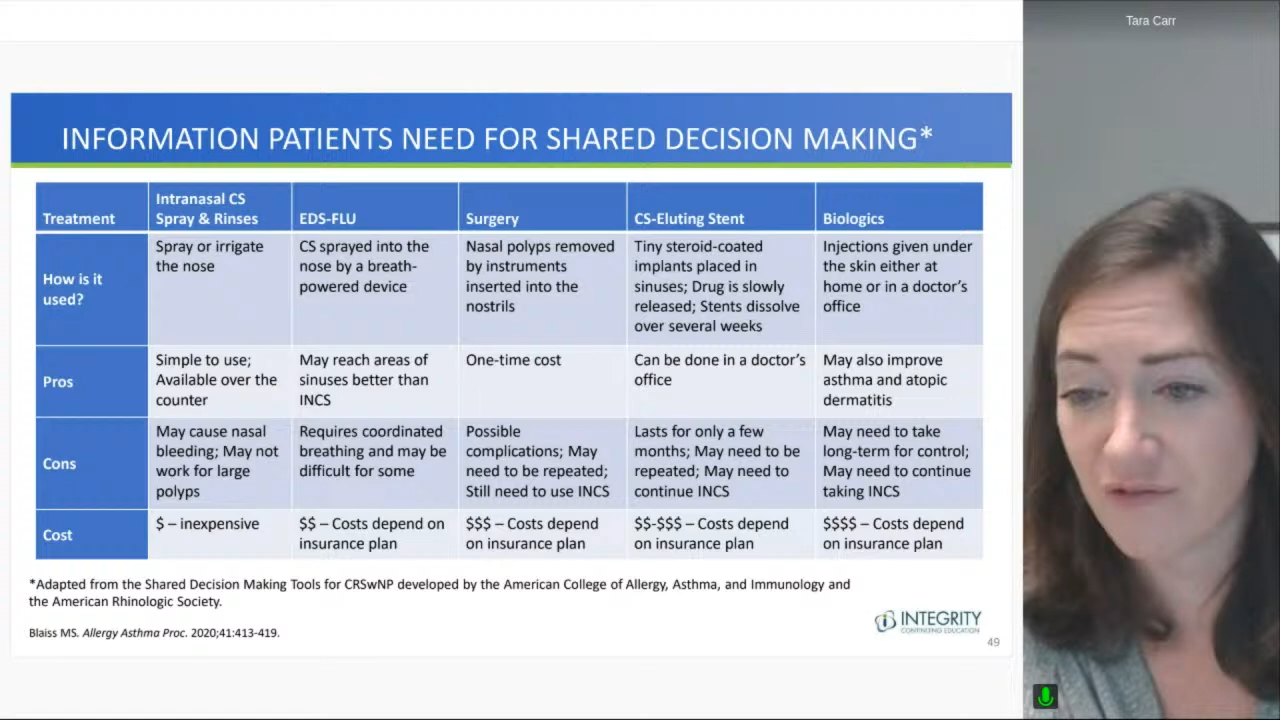 Tara Carr
INFORMATION PATIENTS NEED FOR SHARED DECISION MAKING*
Treatment
Intranasal CS
Spray & Rinses
EDS-FLU
Surgery
CS-Eluting Stent
Biologics
How is it
used?
Spray or irrigate
the nose
CS sprayed into the
nose by a breath-
powered device
Nasal polyps removed
by instruments
inserted into the
nostrils
Tiny steroid-coated
implants placed in
sinuses; Drug is slowly
released; Stents dissolve
over several weeks
Injections given under
the skin either at
home or in a doctor's
office
Pros
Simple to use;
Available over the
counter
May reach areas of
sinuses better than
INCS
One-time cost
Can be done in a doctor's
office
May also improve
asthma and atopic
dermatitis
Cons
May cause nasal
bleeding; May not
work for large
polyps
Requires coordinated
breathing and may be
difficult for some
Possible
complications; May
need to be repeated;
Still need to use INCS
Lasts for only a few
months; May need to be
repeated; May need to
continue INCS
May need to take
long-term for control;
May need to continue
taking INCS
Cost
$ – inexpensive
$$ – Costs depend on
insurance plan
$$$ – Costs depend
on insurance plan
$$-$$$ – Costs depend
on insurance plan
$$$$ – Costs depend
on insurance plan
*Adapted from the Shared Decision Making Tools for CRSwNP developed by the American College of Allergy, Asthma, and Immunology and
the American Rhinologic Society.
Blaiss MS. Allergy Asthma Proc. 2020;41:413-419.
INTEGRITY
CONTINUING EDUCATION
49